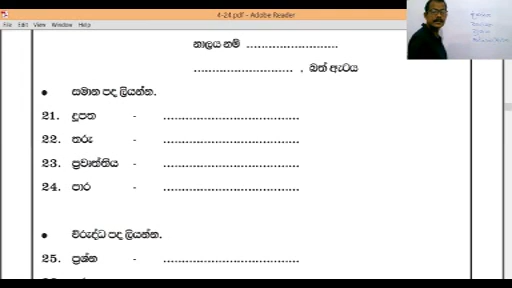 4-24.pdf - Adobe Reader
File Edit View Window Help
නාලය නම් ..........................
............................ , බත් ඇටය
• සමාන පද ලියන්න.
21. දූපත - ......................................
22. තරු - ......................................
23. ප්‍රවෘත්තිය - ......................................
24. පාර - ......................................
• විරුද්ධ පද ලියන්න.
25. ප්‍රශ්න - ......................................